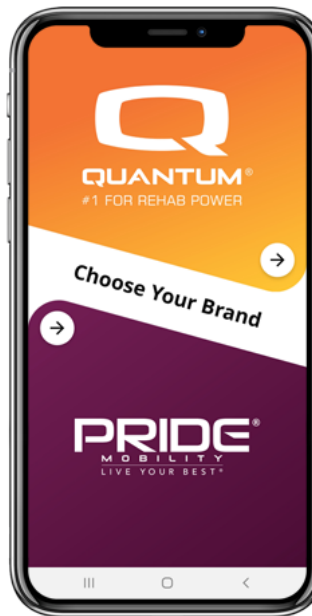 QUANTUM®
#1 FOR REHAB POWER
Choose Your Brand
PRIDE®
MOBILITY
LIVE YOUR BEST®